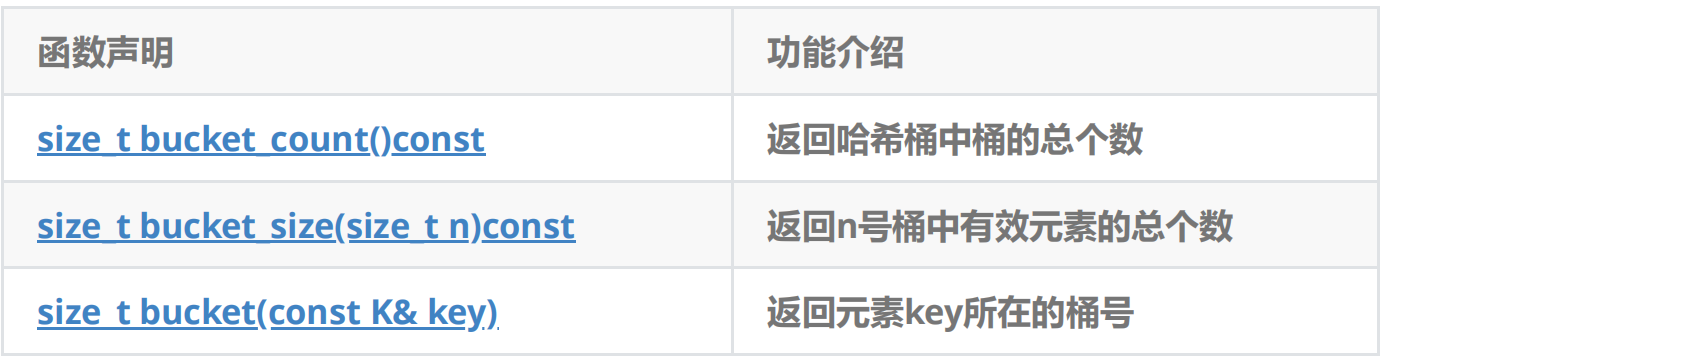 函数声明 功能介绍
size_t bucket_count()const 返回哈希桶中桶的总个数
size_t bucket_size(size_t n)const 返回n号桶中有效元素的总个数
size_t bucket(const K& key) 返回元素key所在的桶号